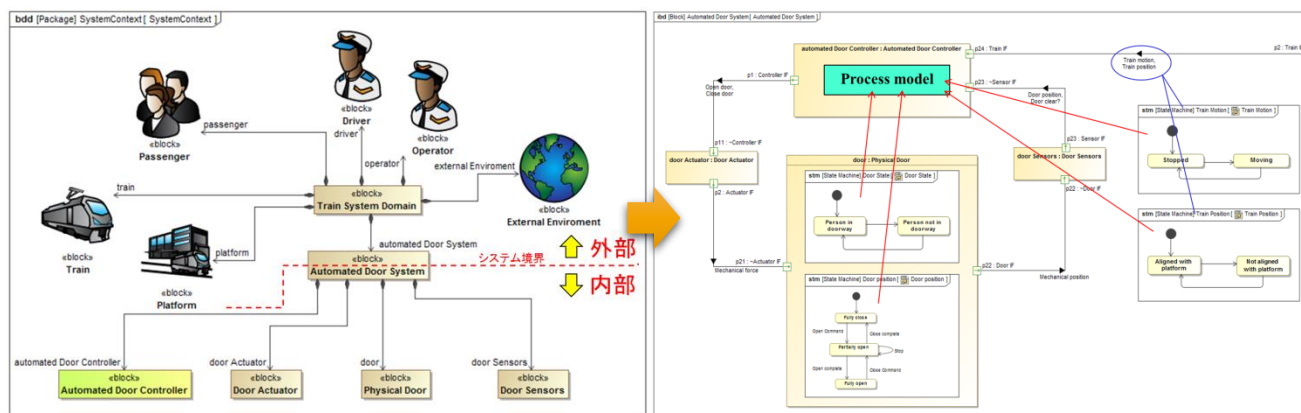 bdd [Package] SystemContext [ SystemContext ]
«block»
Driver
driver
«block»
Operator
operator
passenger
«block»
Passenger
external Enviroment
«block»
External Enviroment
train
«block»
Train
«block»
Train System Domain
platform
«block»
Platform
automated Door System
«block»
Automated Door System
システム境界
外部
内部
automated Door Controller
«block»
Automated Door Controller
door Actuator
«block»
Door Actuator
door
«block»
Physical Door
door Sensors
«block»
Door Sensors
ibd [Block] Automated Door System [ Automated Door System ]
automated Door Controller : Automated Door Controller
Process model
p24 : Train IF
p2 : Train IF
Train motion,
Train position
p1 : Controller IF
Open door,
Close door
p23 : ~Sensor IF
Door position,
Door clear?
stm [State Machine] Train Motion [ Train Motion ]
Stopped
Moving
p11 : ~Controller IF
door Actuator : Door Actuator
p2 : Actuator IF
p23 : Sensor IF
door Sensors : Door Sensors
p22 : ~Door IF
door : Physical Door
stm [State Machine] Door State [ Door State ]
Person in
doorway
Person not in
doorway
stm [State Machine] Train Position [ Train Position ]
Aligned with
platform
Not aligned
with platform
p21 : ~Actuator IF
Mechanical force
p22 : Door IF
Mechanical position
stm [State Machine] Door position [ Door position ]
Fully close
Open Command
Close complete
Partially open
Stop
Open complete
Close Command
Fully open